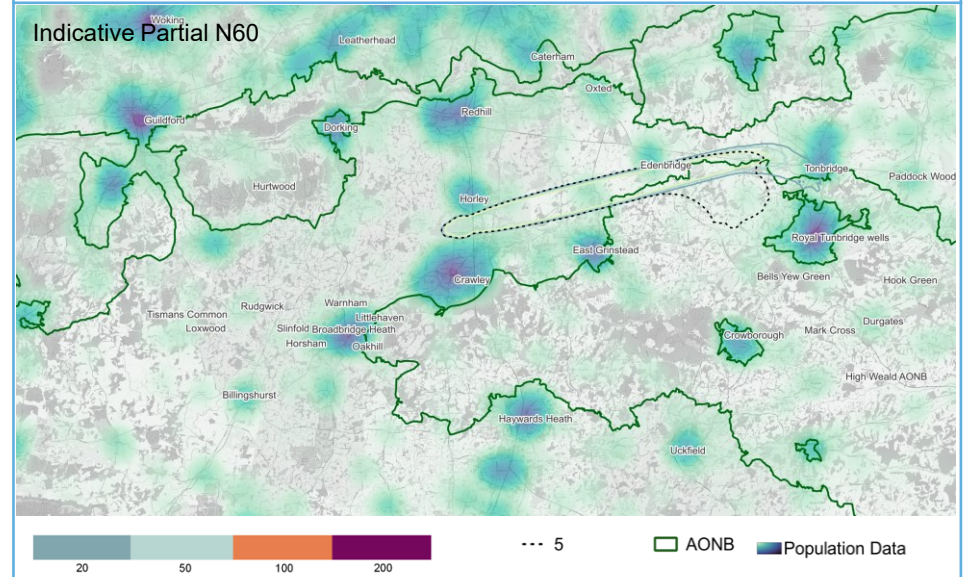 Indicative Partial N60
Woking
Leatherhead
Caterham
Oxted
Guildford
Redhill
Dorking
Edenbridge
Tonbridge
Paddock Wood
Hurtwood
Horley
Royal Tunbridge wells
East Grinstead
Crawley
Bells Yew Green
Hook Green
Warnham
Rudgwick
Tismans Common
Littlehaven
Loxwood
Slinfold
Broadbridge Heath
Horsham
Oakhill
Crowborough
Mark Cross
Durgates
High Weald AONB
Billingshurst
Haywards Heath
Uckfield
5
AONB
Population Data
20 50 100 200